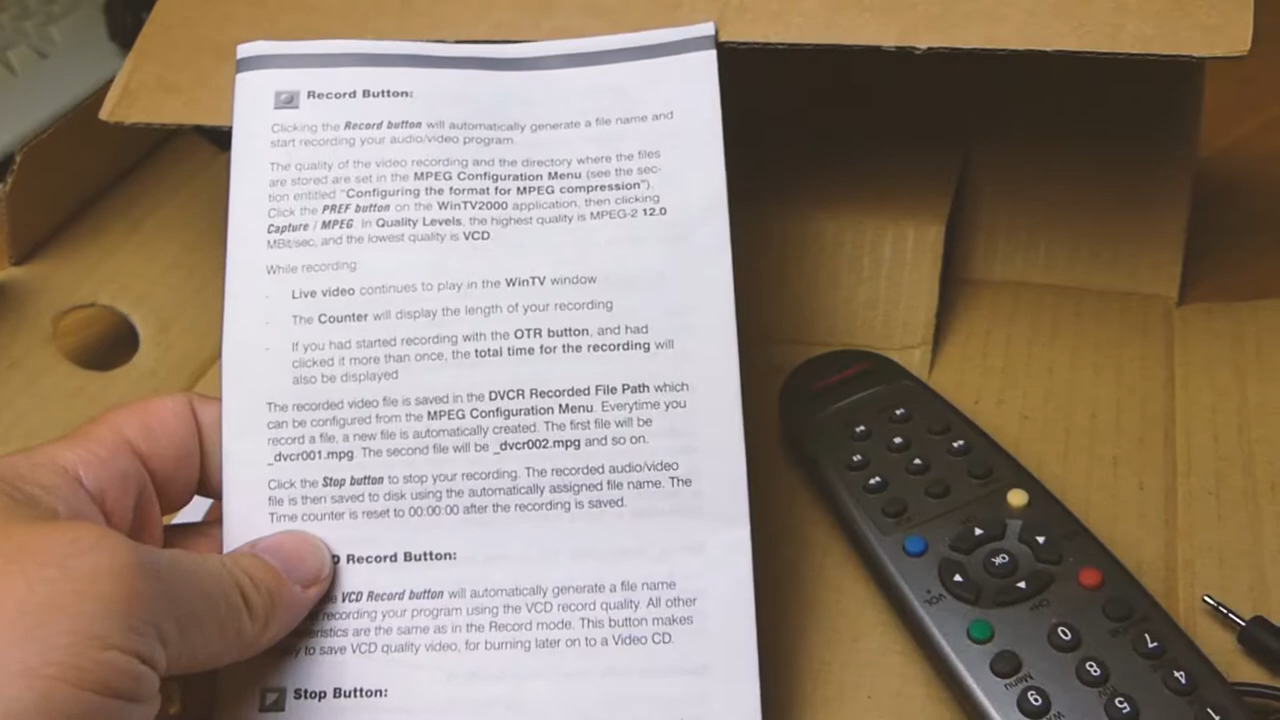 Record Button:
Clicking the Record button will automatically generate a file name and
start recording your audio/video program.
The quality of the video recording and the directory where the files
are stored are set in the MPEG Configuration Menu (see the sec-
tion entitled "Configuring the format for MPEG compression").
Click the PREF button on the WinTV2000 application, then clicking
Capture / MPEG. In Quality Levels, the highest quality is MPEG-2 12.0
MBit/sec, and the lowest quality is VCD.
While recording:
- Live video continues to play in the WinTV window
- The Counter will display the length of your recording
- If you had started recording with the OTR button, and had
clicked it more than once, the total time for the recording will
also be displayed
The recorded video file is saved in the DVCR Recorded File Path which
can be configured from the MPEG Configuration Menu. Everytime you
record a file, a new file is automatically created. The first file will be
_dvcr001.mpg. The second file will be _dvcr002.mpg and so on.
Click the Stop button to stop your recording. The recorded audio/video
file is then saved to disk using the automatically assigned file name. The
Time counter is reset to 00:00:00 after the recording is saved.
Record Button:
VCD Record button will automatically generate a file name
recording your program using the VCD record quality. All other
are the same as in the Record mode. This button makes
to save VCD quality video, for burning later on to a Video CD.
Stop Button:
OK
VOL
CH
0
7
8
4
Menu
9
5